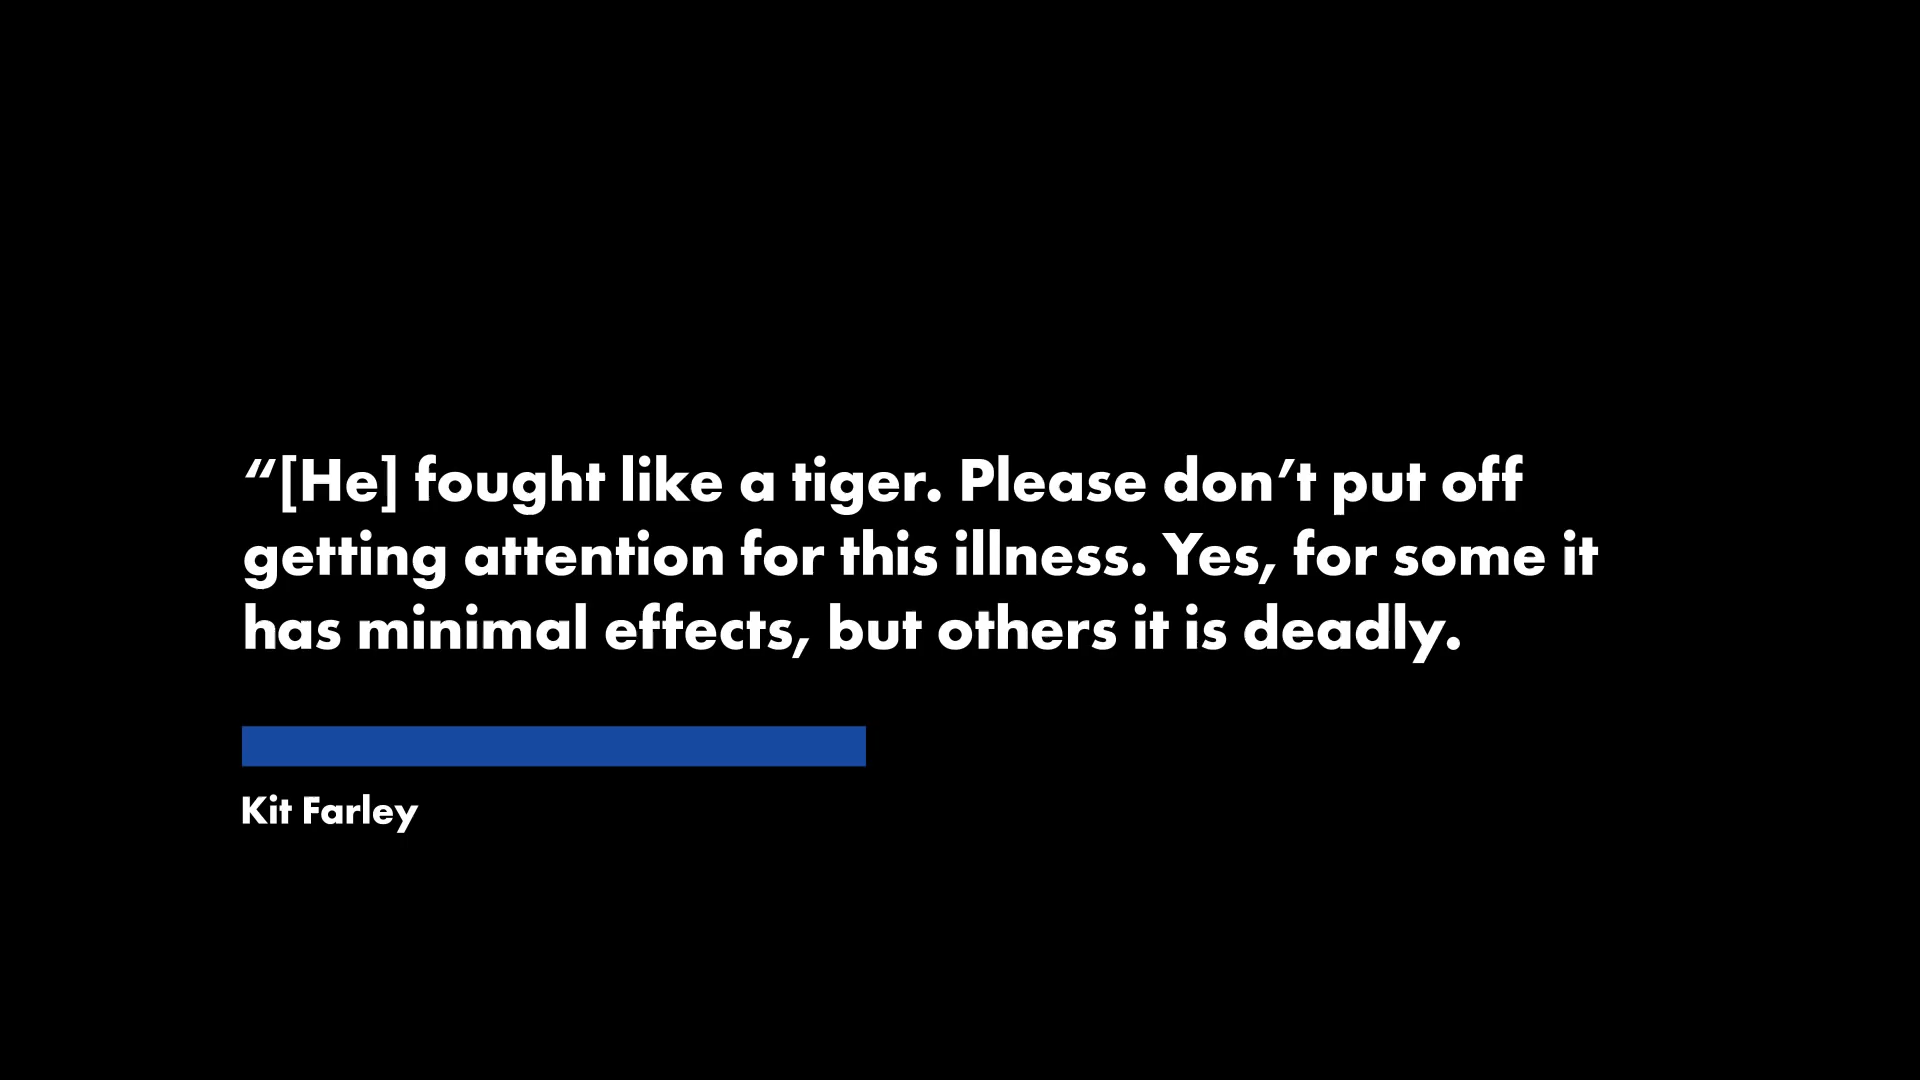 “[He] fought like a tiger. Please don’t put off
getting attention for this illness. Yes, for some it
has minimal effects, but others it is deadly.
Kit Farley